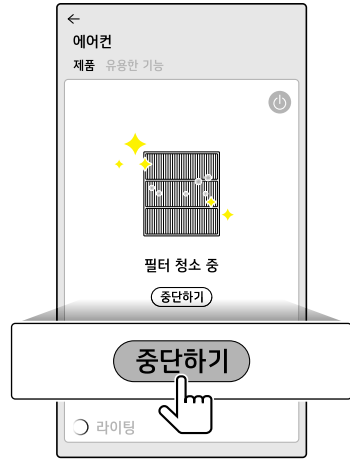 에어컨
제품 유용한 기능
필터 청소 중
중단하기
중단하기
라이팅